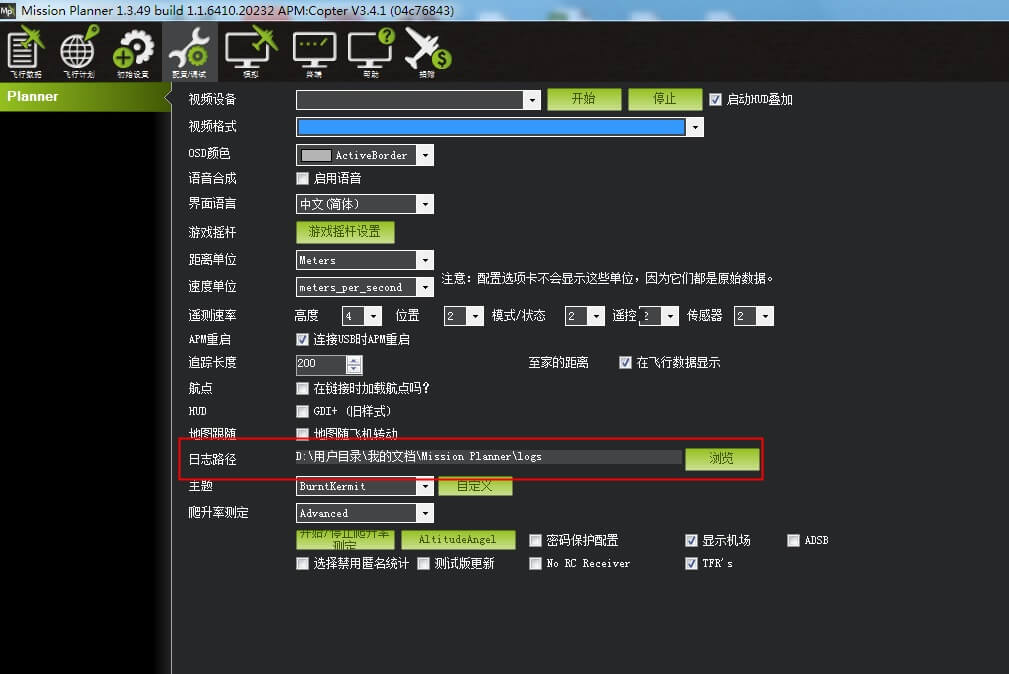 Mission Planner 1.3.49 build 1.1.6410.20232 APM:Copter V3.4.1 (04c76843)
飞行数据 飞行计划 初始设置 配置/调试 模拟 终端 帮助 捐赠
Planner
视频设备 开始 停止 启动HUD叠加
视频格式
OSD颜色 ActiveBorder
语音合成 启用语音
界面语言 中文(简体)
游戏摇杆 游戏摇杆设置
距离单位 Meters
注意: 配置选项卡不会显示这些单位，因为它们都是原始数据。
速度单位 meters_per_second
遥测速率 高度 4 位置 2 模式/状态 2 遥控 2 传感器 2
APM重启 连接USB时APM重启
追踪长度 200 至家的距离 在飞行数据显示
航点 在链接时加载航点吗?
HUD GDI+ (旧样式)
地图跟随 地图随飞机转动
日志路径 D:\用户目录\我的文档\Mission Planner\logs 浏览
主题 BurntKermit 自定义
爬升率测定 Advanced
开始/停止爬升率测定 AltitudeAngel 密码保护配置 显示机场 ADSB
选择禁用匿名统计 测试版更新 No RC Receiver TFR's